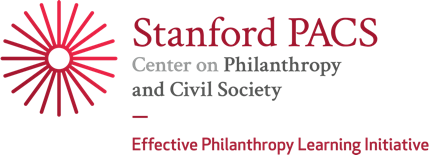 Stanford PACS
Center on Philanthropy
and Civil Society
Effective Philanthropy Learning Initiative